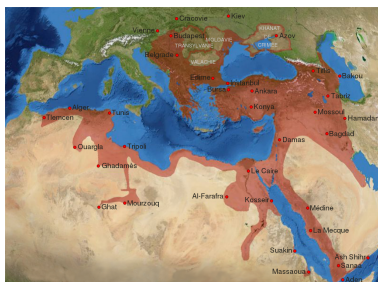 Cracovie
Kiev
Vienne
Budapest
MOLDAVIE
KHANAT
Azov
TRANSYLVANIE
CRIMEE
Belgrade
VALACHIE
Edirne
Istanbul
Bursa
Ankara
Tiflis
Bakou
Tabriz
Konya
Mossoul
Hamadan
Alger
Tunis
Tlemcen
Bagdad
Damas
Ouargla
Tripoli
Ghadamès
Le Caire
Al-Farafra
Kosseir
Mourzouq
Ghat
Médine
La Mecque
Suakin
Ash Shihr
Sanaa
Massaoua
Aden